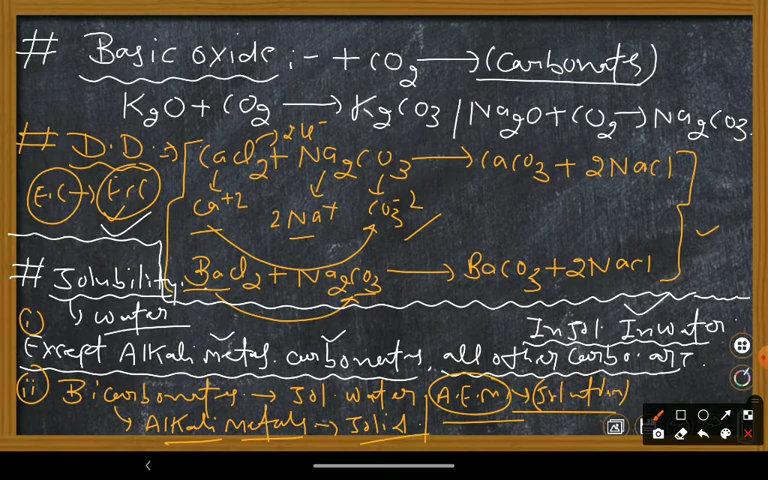 # Basic oxide :- + CO2 → (Carbonates)
K2O + CO2 → K2CO3 / Na2O + CO2 → Na2CO3
# D.D. ⇒ CaCl2 + Na2CO3 → CaCO3 + 2NaCl
Ca+2 2Na+ CO3-2
BaCl2 + Na2CO3 → BaCO3 + 2NaCl
# Solubility.
↳ water Insol. In water.
i) Except Alkali metal. carbonates, all other carbo. are.
ii) Bicarbonates → Sol. water (A.E.M) → (Solution)
↳ Alkali metals → Solid.